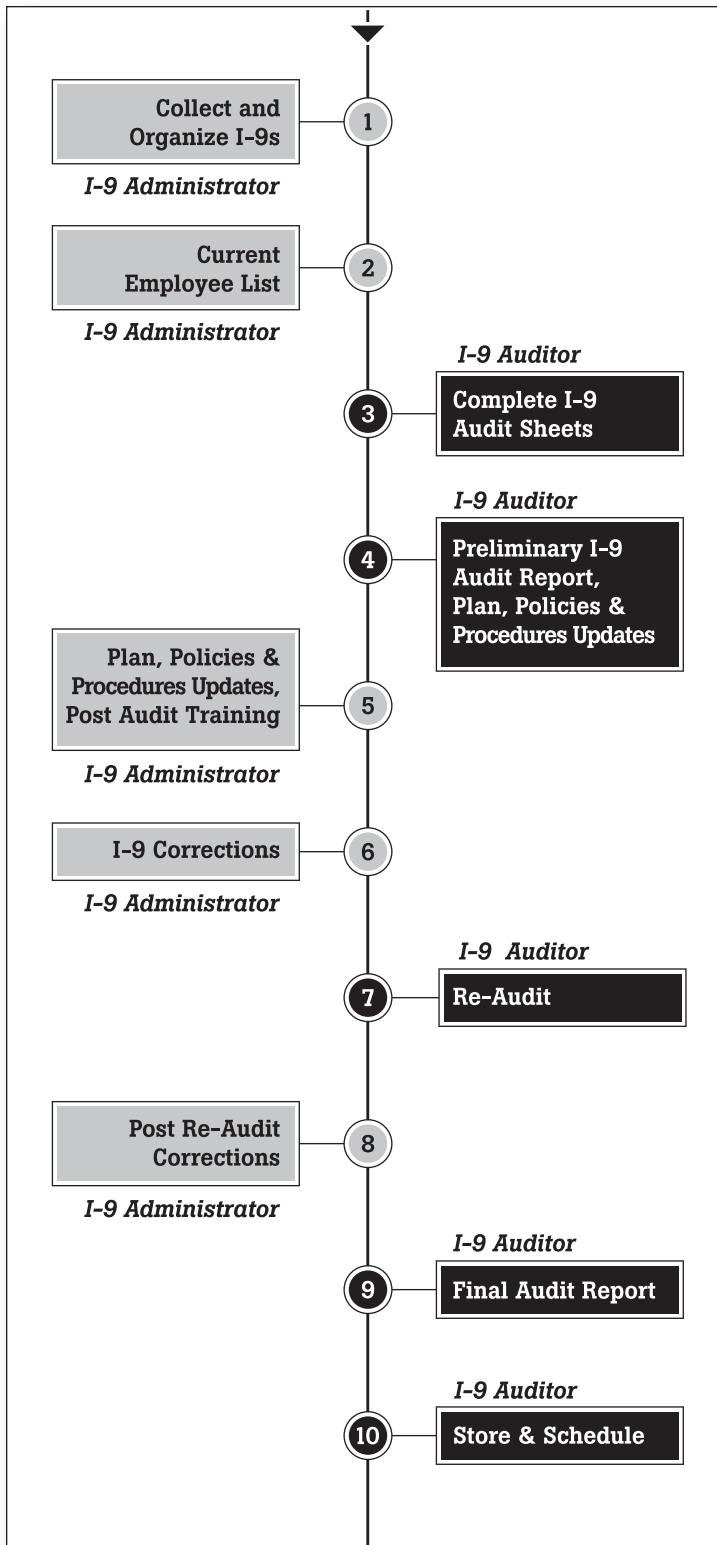 Collect and
Organize I-9s
1
I-9 Administrator
Current
Employee List
2
I-9 Administrator
I-9 Auditor
3
Complete I-9
Audit Sheets
I-9 Auditor
4
Preliminary I-9
Audit Report,
Plan, Policies &
Procedures Updates
Plan, Policies &
Procedures Updates,
Post Audit Training
5
I-9 Administrator
I-9 Corrections
6
I-9 Administrator
I-9 Auditor
7
Re-Audit
Post Re-Audit
Corrections
8
I-9 Administrator
I-9 Auditor
9
Final Audit Report
I-9 Auditor
10
Store & Schedule